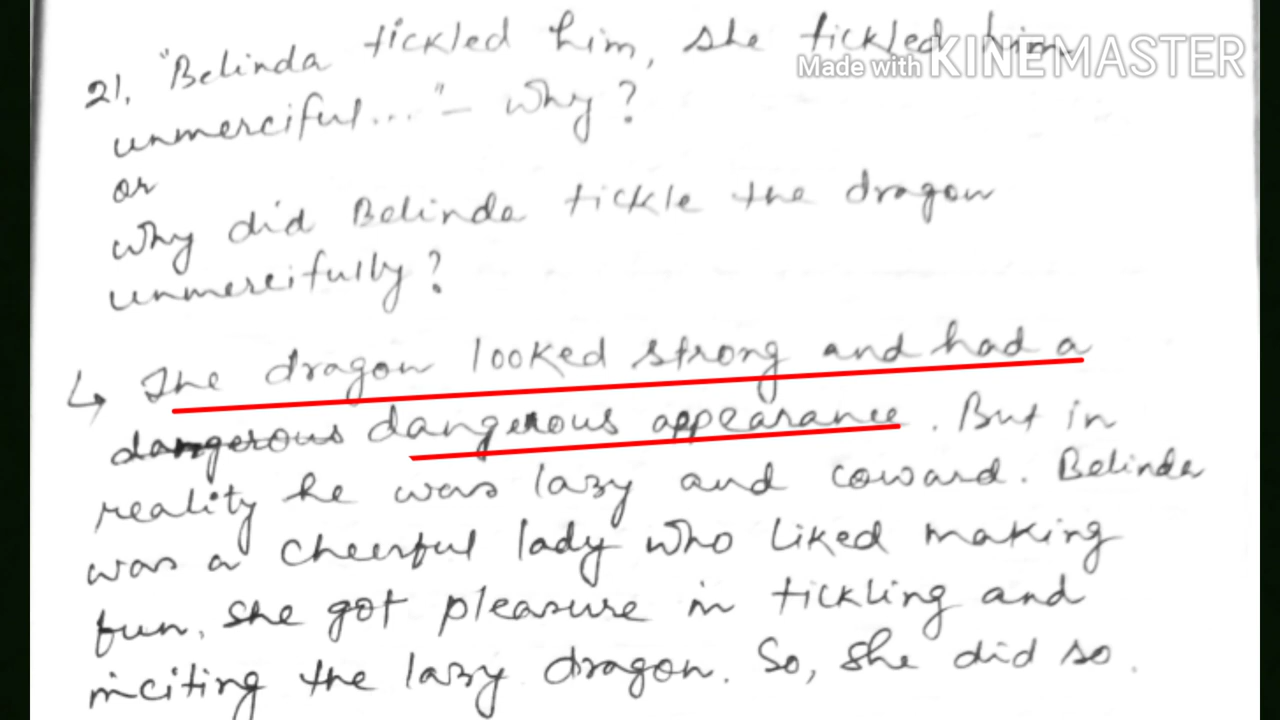 21. "Belinda tickled him, she tickled him
Made with KINEMASTER
unmerciful..." – why?
or
why did Belinda tickle the dragon
unmercifully?
↳ The dragon looked strong and had a
dangerous dangerous appearance. But in
reality he was lazy and coward. Belinda
was a cheerful lady who liked making
fun. She got pleasure in tickling and
inciting the lazy dragon. So, she did so.